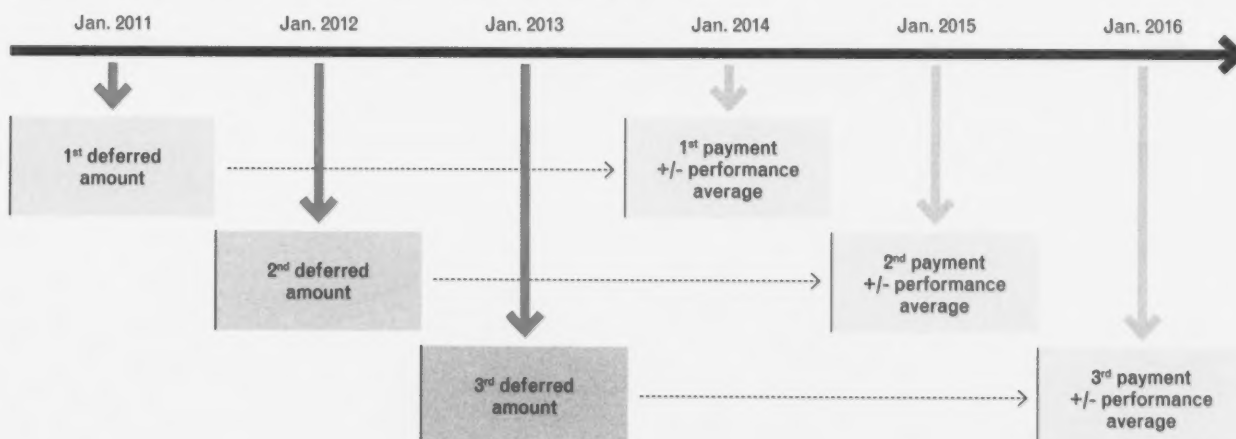 Jan. 2011 Jan. 2012 Jan. 2013 Jan. 2014 Jan. 2015 Jan. 2016
1st deferred
amount
1st payment
+/- performance
average
2nd deferred
amount
2nd payment
+/- performance
average
3rd deferred
amount
3rd payment
+/- performance
average